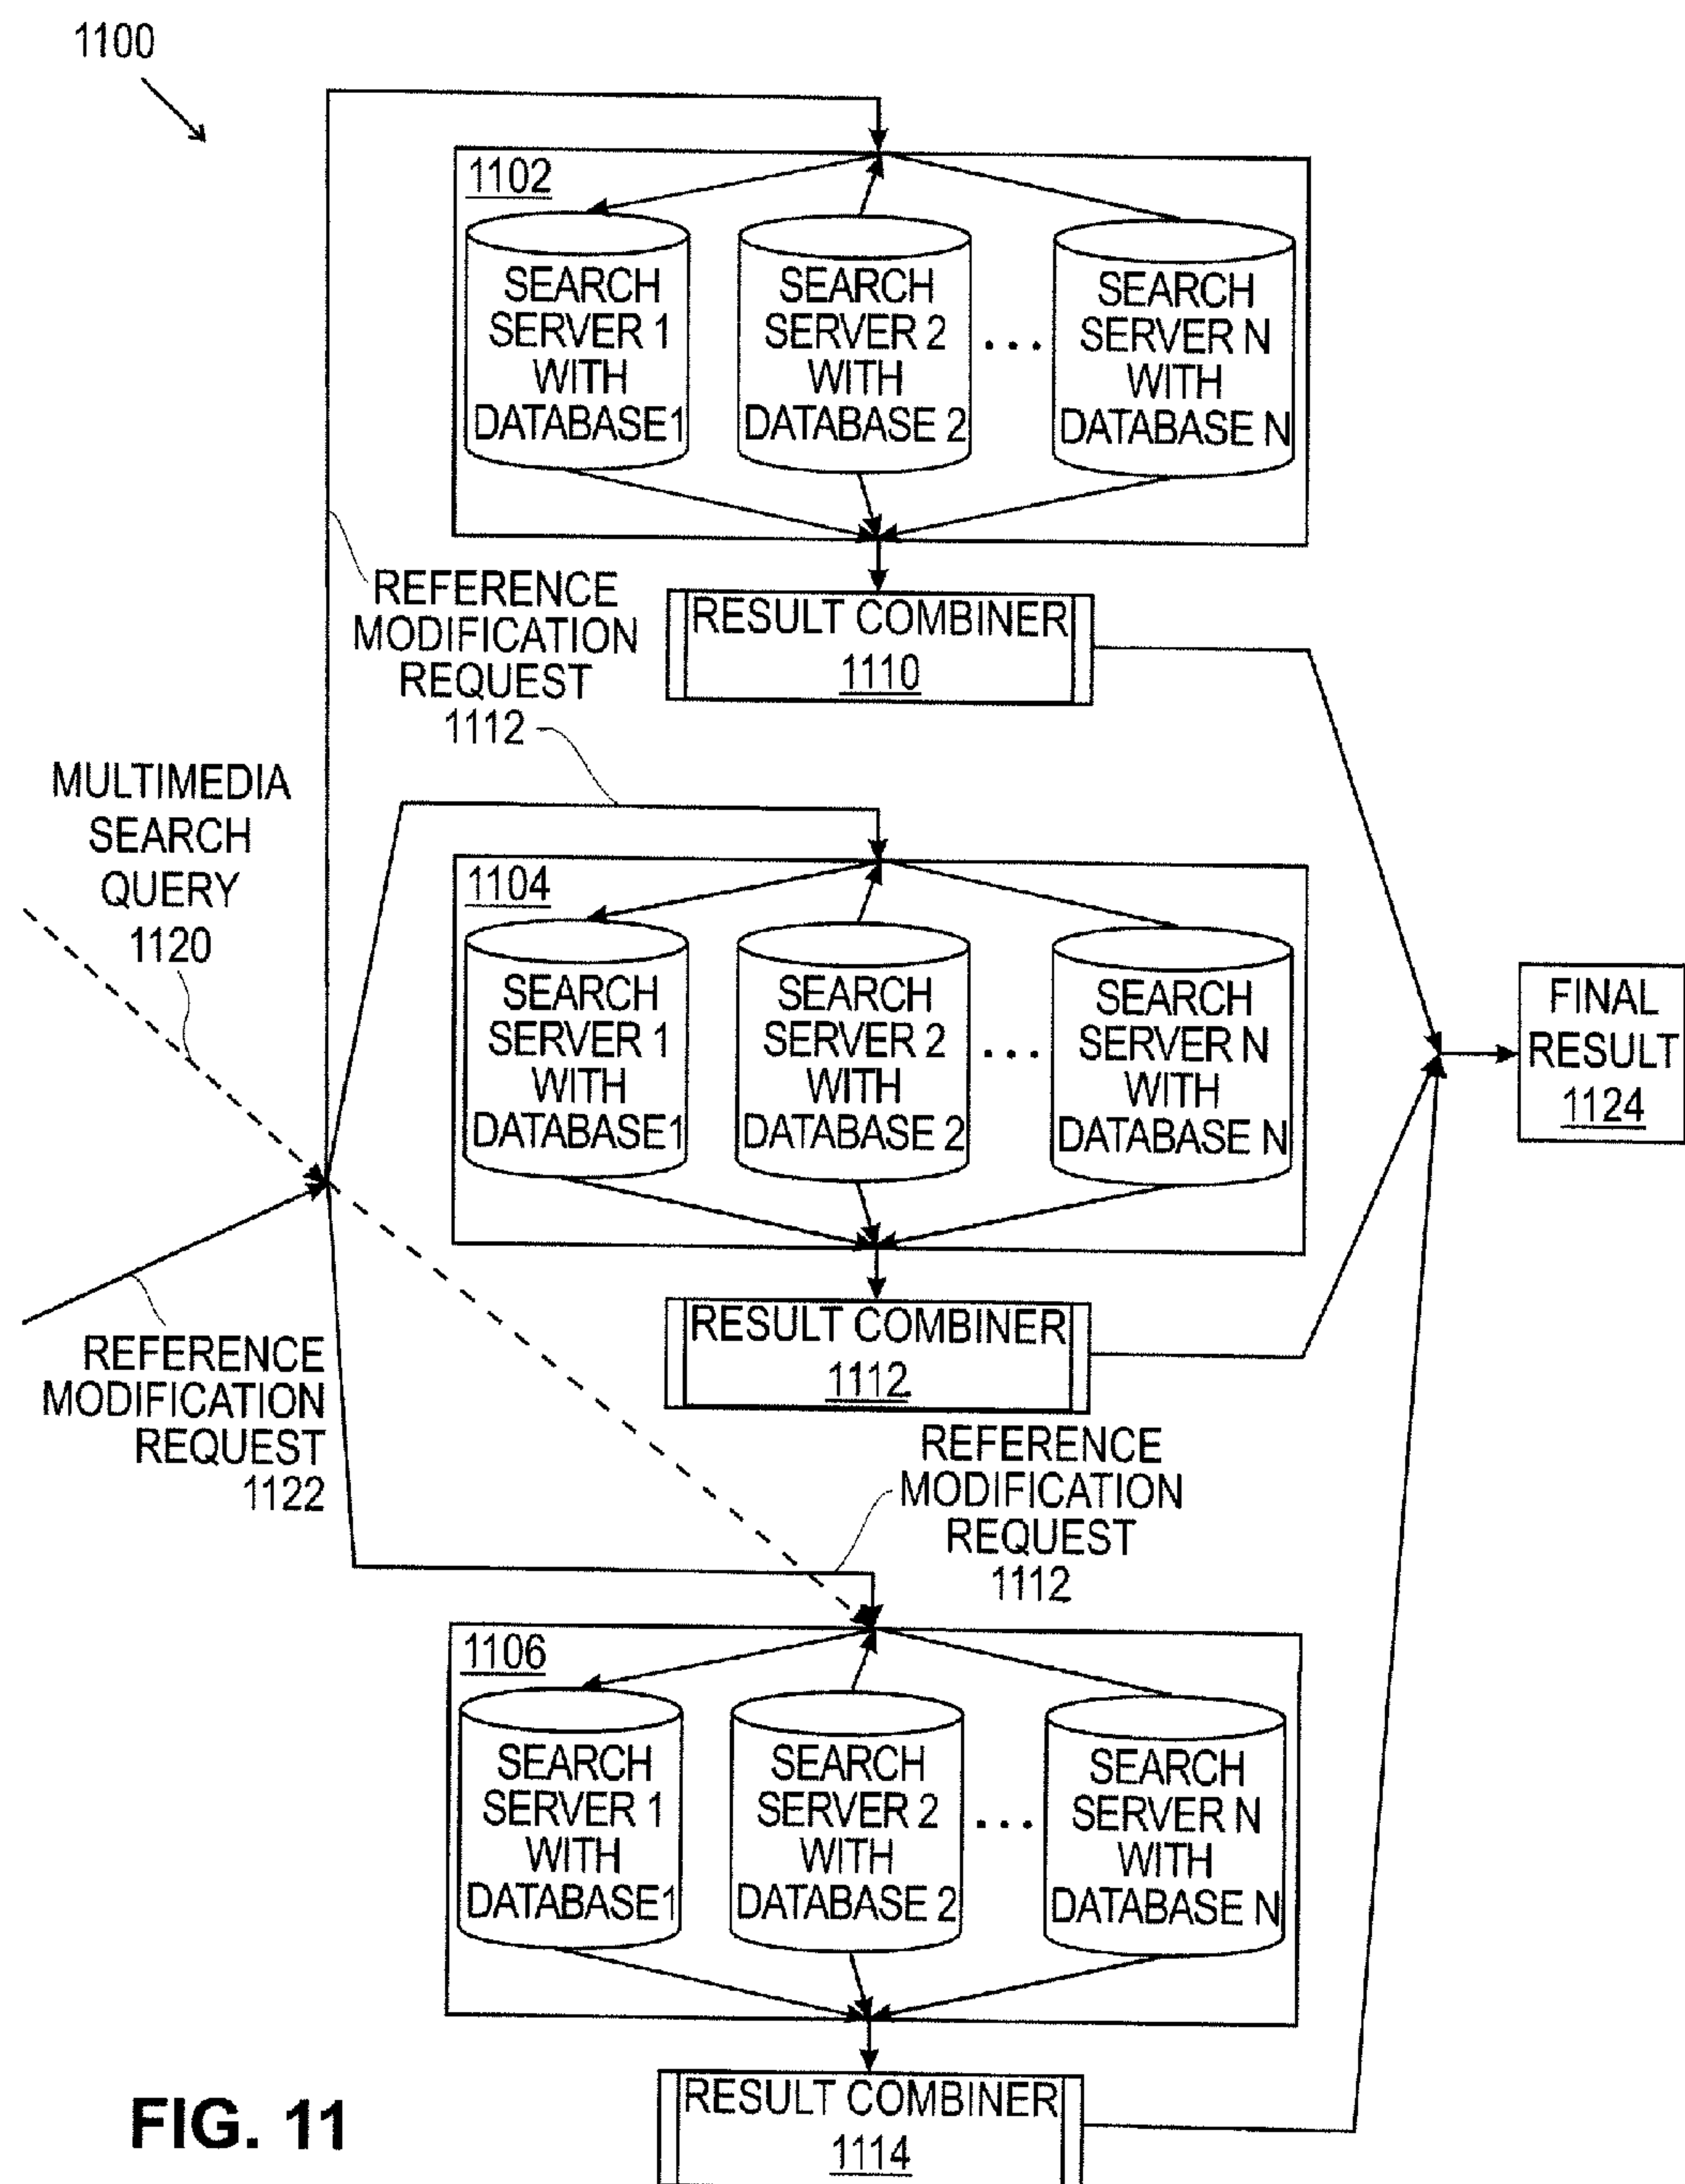 1100
1102
SEARCH
SERVER 1
WITH
DATABASE1
SEARCH
SERVER 2
WITH
DATABASE 2
...
SEARCH
SERVER N
WITH
DATABASE N
REFERENCE
MODIFICATION
REQUEST
1112
RESULT COMBINER
1110
MULTIMEDIA
SEARCH
QUERY
1120
1104
SEARCH
SERVER 1
WITH
DATABASE1
SEARCH
SERVER 2
WITH
DATABASE 2
...
SEARCH
SERVER N
WITH
DATABASE N
FINAL
RESULT
1124
RESULT COMBINER
1112
REFERENCE
MODIFICATION
REQUEST
1122
REFERENCE
MODIFICATION
REQUEST
1112
1106
SEARCH
SERVER 1
WITH
DATABASE1
SEARCH
SERVER 2
WITH
DATABASE 2
...
SEARCH
SERVER N
WITH
DATABASE N
RESULT COMBINER
1114
FIG. 11